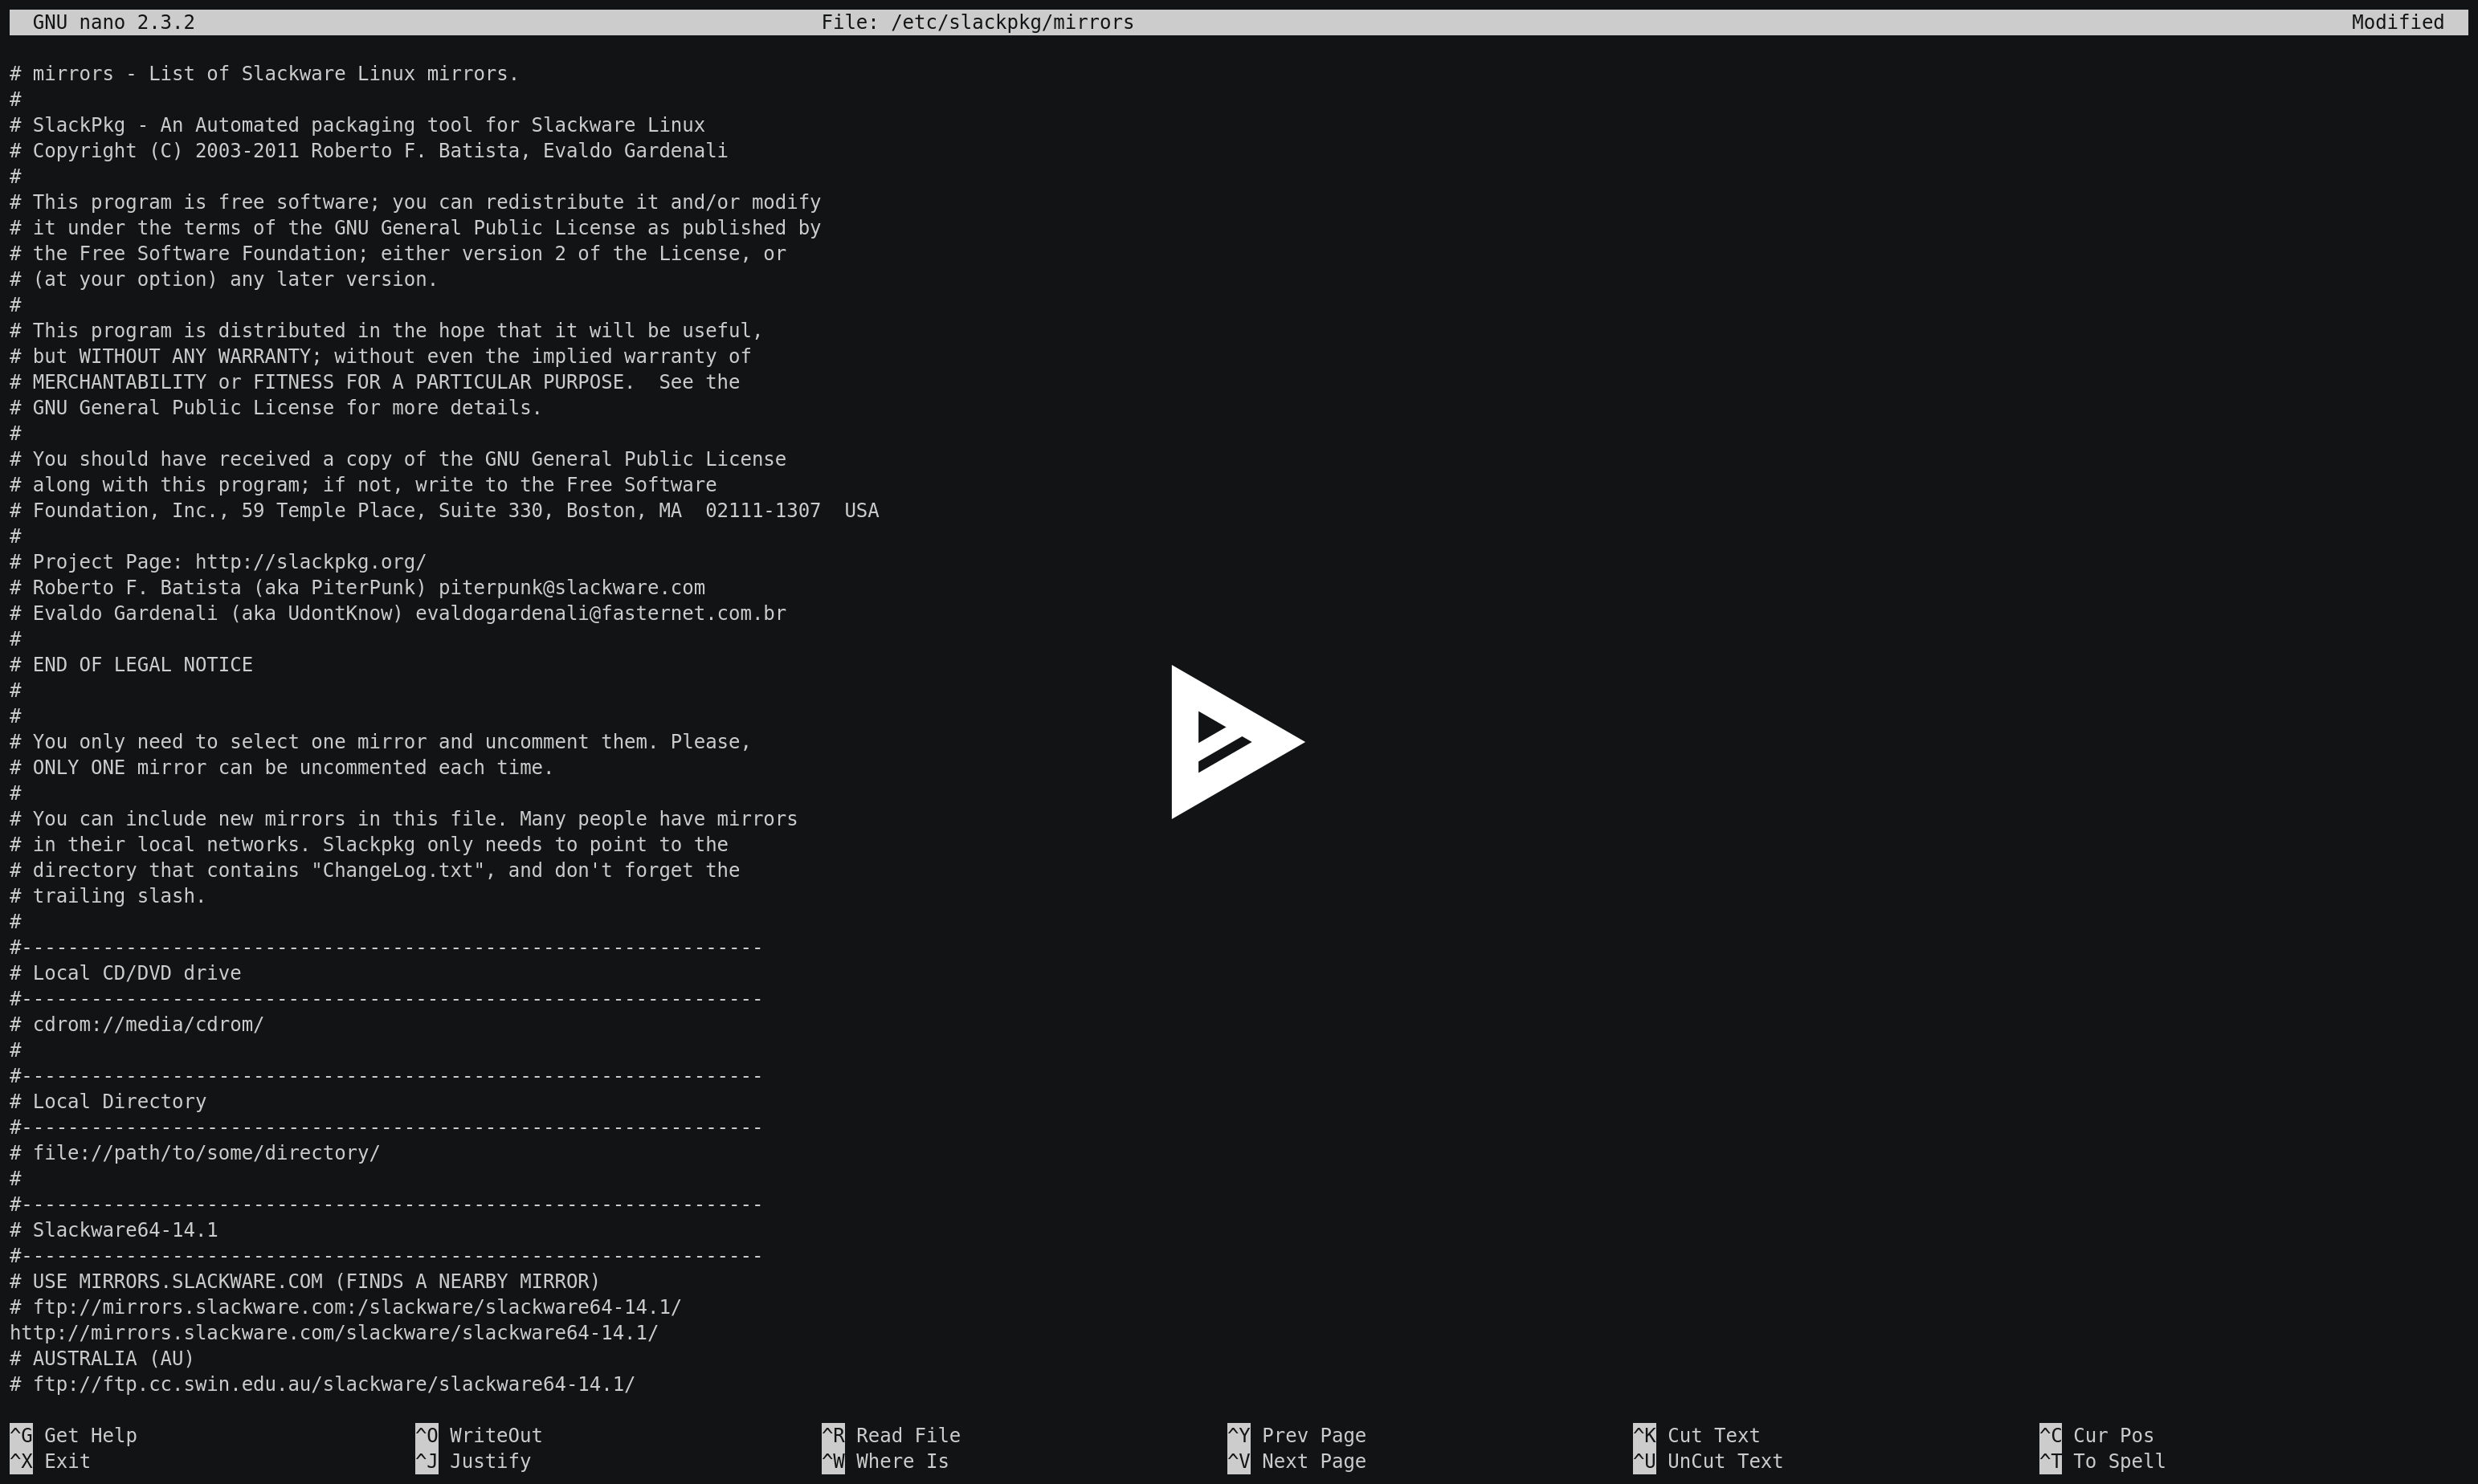 GNU nano 2.3.2 File: /etc/slackpkg/mirrors Modified
# mirrors - List of Slackware Linux mirrors.
#
# SlackPkg - An Automated packaging tool for Slackware Linux
# Copyright (C) 2003-2011 Roberto F. Batista, Evaldo Gardenali
#
# This program is free software; you can redistribute it and/or modify
# it under the terms of the GNU General Public License as published by
# the Free Software Foundation; either version 2 of the License, or
# (at your option) any later version.
#
# This program is distributed in the hope that it will be useful,
# but WITHOUT ANY WARRANTY; without even the implied warranty of
# MERCHANTABILITY or FITNESS FOR A PARTICULAR PURPOSE.  See the
# GNU General Public License for more details.
#
# You should have received a copy of the GNU General Public License
# along with this program; if not, write to the Free Software
# Foundation, Inc., 59 Temple Place, Suite 330, Boston, MA  02111-1307  USA
#
# Project Page: http://slackpkg.org/
# Roberto F. Batista (aka PiterPunk) piterpunk@slackware.com
# Evaldo Gardenali (aka UdontKnow) evaldogardenali@fasternet.com.br
#
# END OF LEGAL NOTICE
#
#
# You only need to select one mirror and uncomment them. Please,
# ONLY ONE mirror can be uncommented each time.
#
# You can include new mirrors in this file. Many people have mirrors
# in their local networks. Slackpkg only needs to point to the
# directory that contains "ChangeLog.txt", and don't forget the
# trailing slash.
#
#----------------------------------------------------------------
# Local CD/DVD drive
#----------------------------------------------------------------
# cdrom://media/cdrom/
#
#----------------------------------------------------------------
# Local Directory
#----------------------------------------------------------------
# file://path/to/some/directory/
#
#----------------------------------------------------------------
# Slackware64-14.1
#----------------------------------------------------------------
# USE MIRRORS.SLACKWARE.COM (FINDS A NEARBY MIRROR)
# ftp://mirrors.slackware.com:/slackware/slackware64-14.1/
http://mirrors.slackware.com/slackware/slackware64-14.1/
# AUSTRALIA (AU)
# ftp://ftp.cc.swin.edu.au/slackware/slackware64-14.1/
^G Get Help ^O WriteOut ^R Read File ^Y Prev Page ^K Cut Text ^C Cur Pos
^X Exit ^J Justify ^W Where Is ^V Next Page ^U UnCut Text ^T To Spell